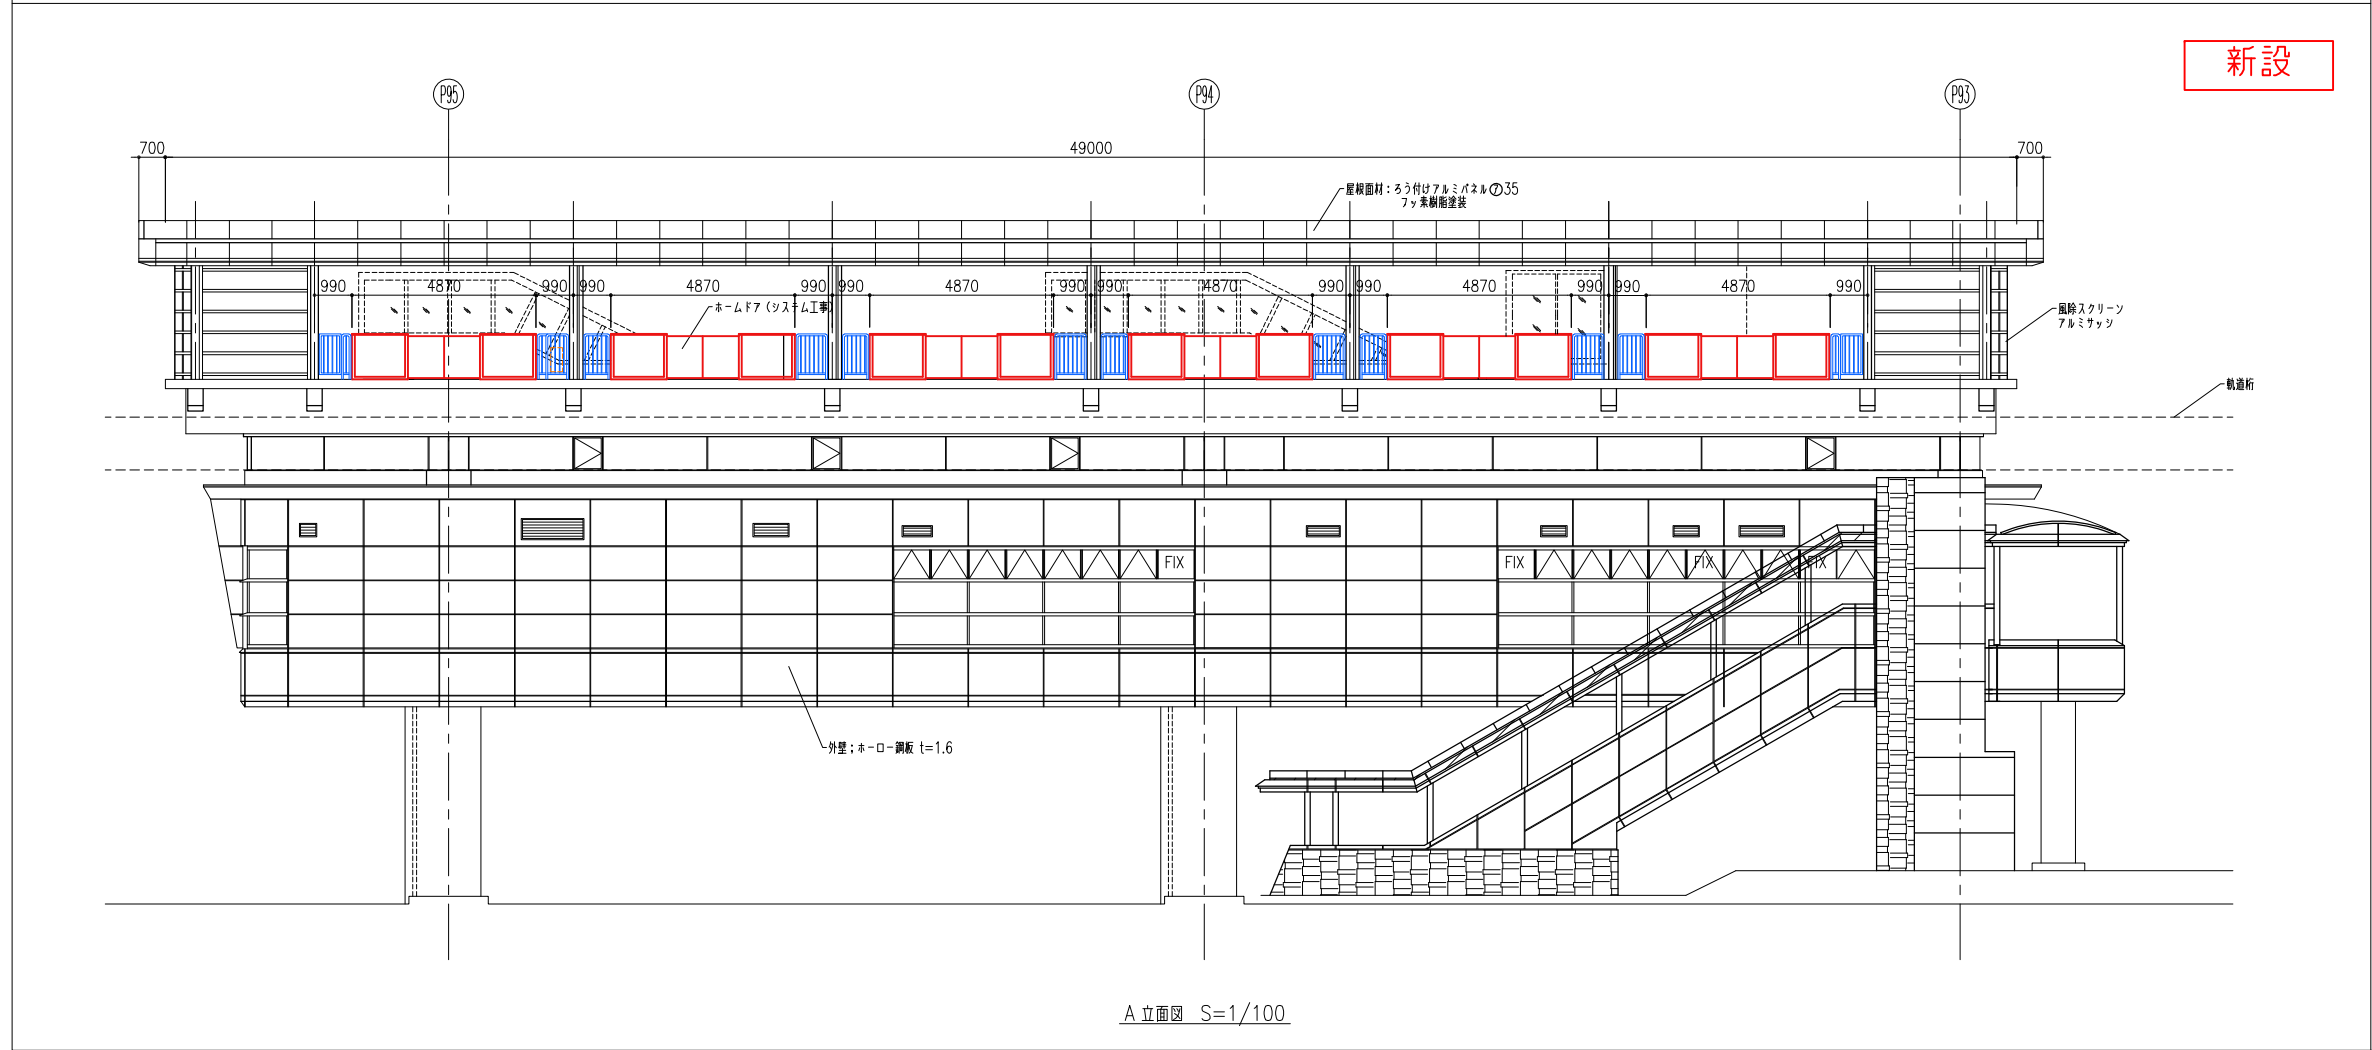 新設
P95
P94
P93
700
49000
700
屋根面材：ろう付けアルミパネル⑦35
フッ素樹脂塗装
990
4870
990
990
4870
990
990
4870
990
990
4870
990
990
4870
990
990
4870
990
ホームドア（システム工事）
風除スクリーン
アルミサッシ
軌道桁
FIX
FIX
FIX
FIX
外壁：ホーロー鋼板 t=1.6
A 立面図 S=1/100